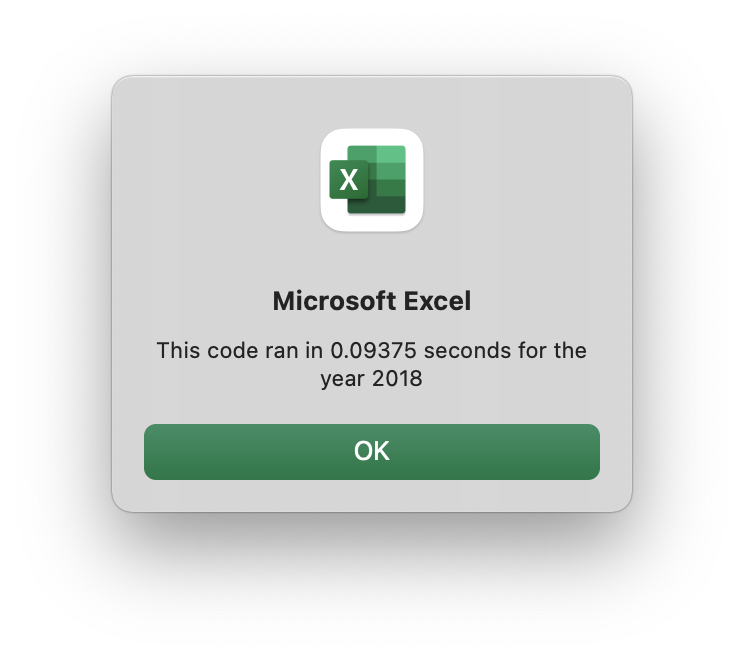 X
Microsoft Excel
This code ran in 0.09375 seconds for the
year 2018
OK